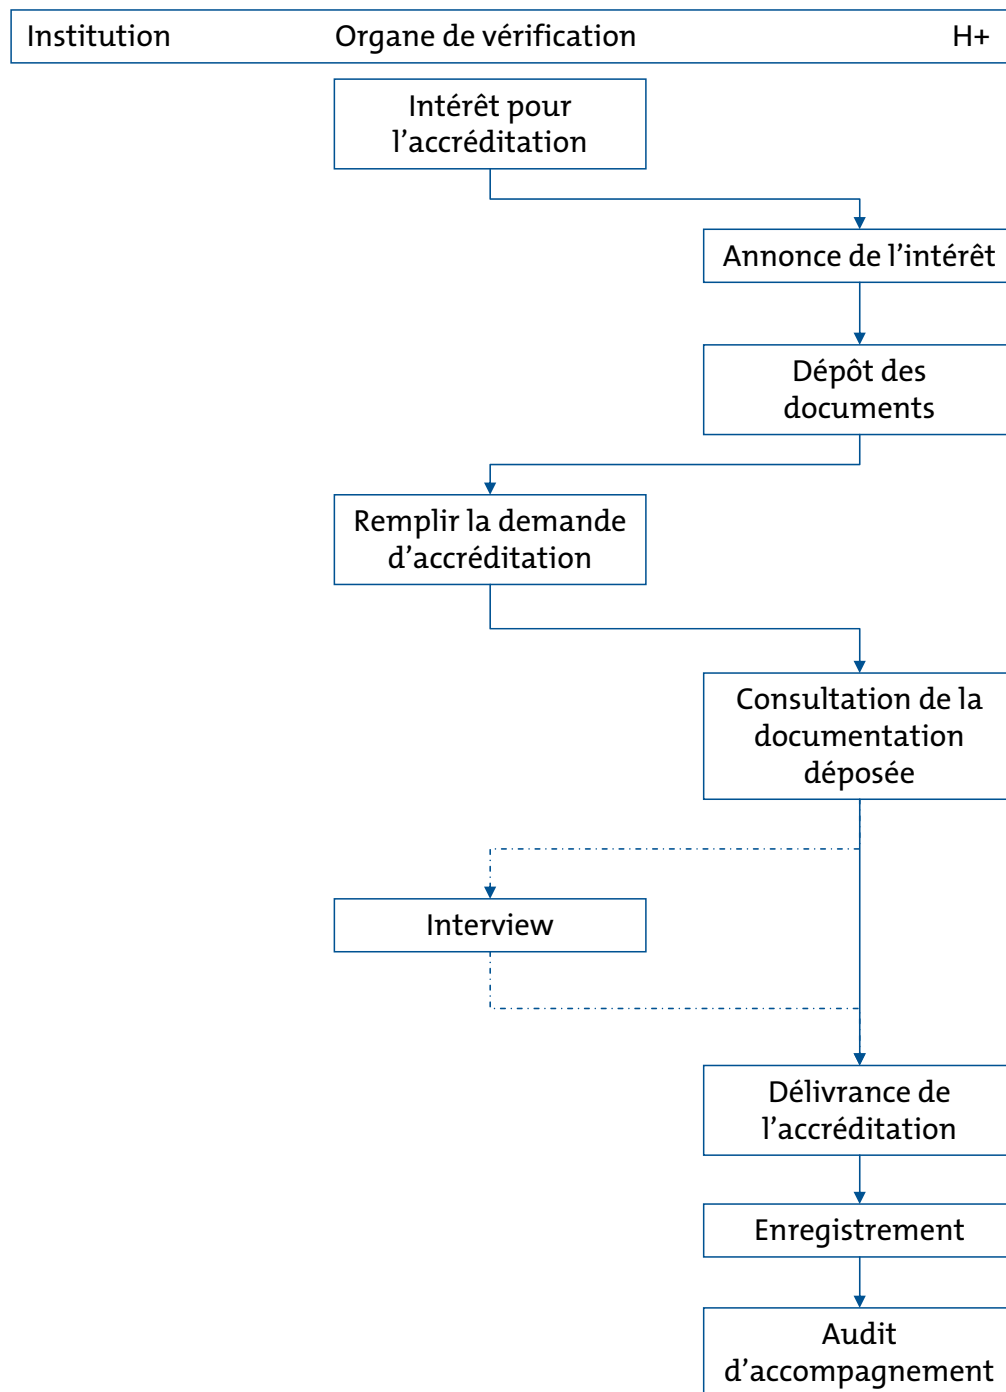 Institution Organe de vérification H+
Intérêt pour
l'accréditation
Annonce de l'intérêt
Dépôt des
documents
Remplir la demande
d'accréditation
Consultation de la
documentation
déposée
Interview
Délivrance de
l'accréditation
Enregistrement
Audit
d'accompagnement